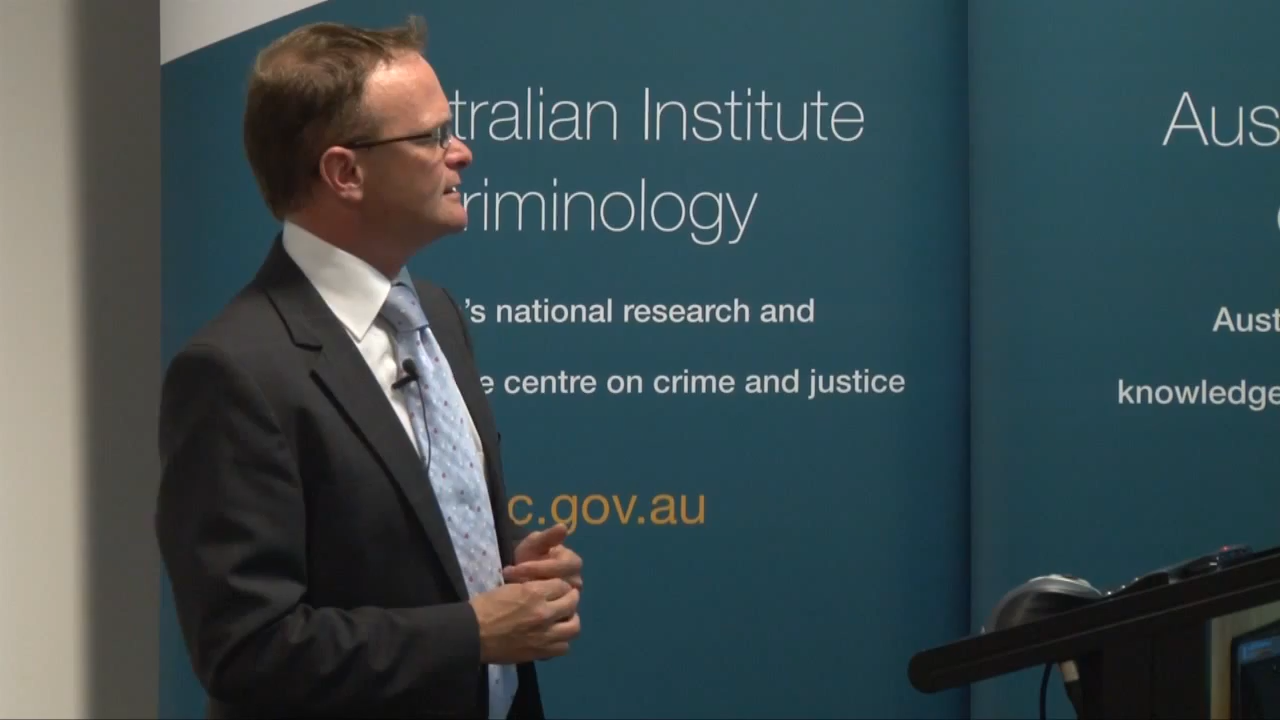 tralian Institute
riminology
's national research and
e centre on crime and justice
c.gov.au
Aus
Aust
knowledge